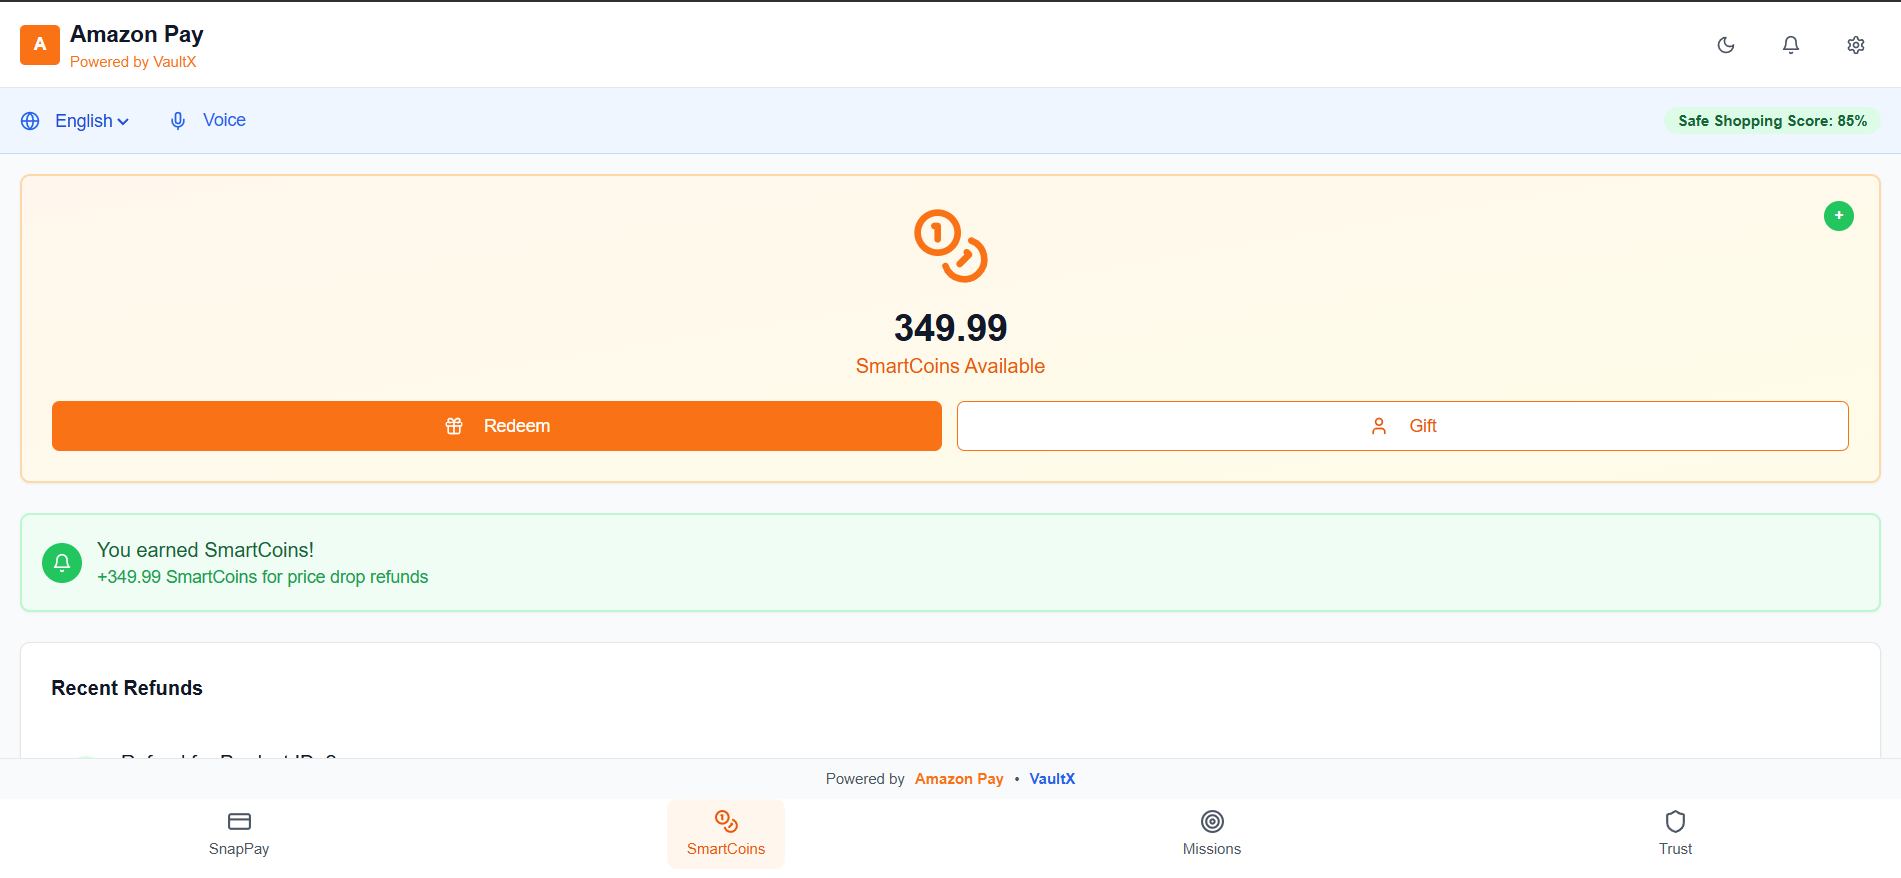 A
Amazon Pay
Powered by VaultX
English
Voice
Safe Shopping Score: 85%
+
349.99
SmartCoins Available
Redeem
Gift
You earned SmartCoins!
+349.99 SmartCoins for price drop refunds
Recent Refunds
Powered by Amazon Pay • VaultX
SnapPay
SmartCoins
Missions
Trust